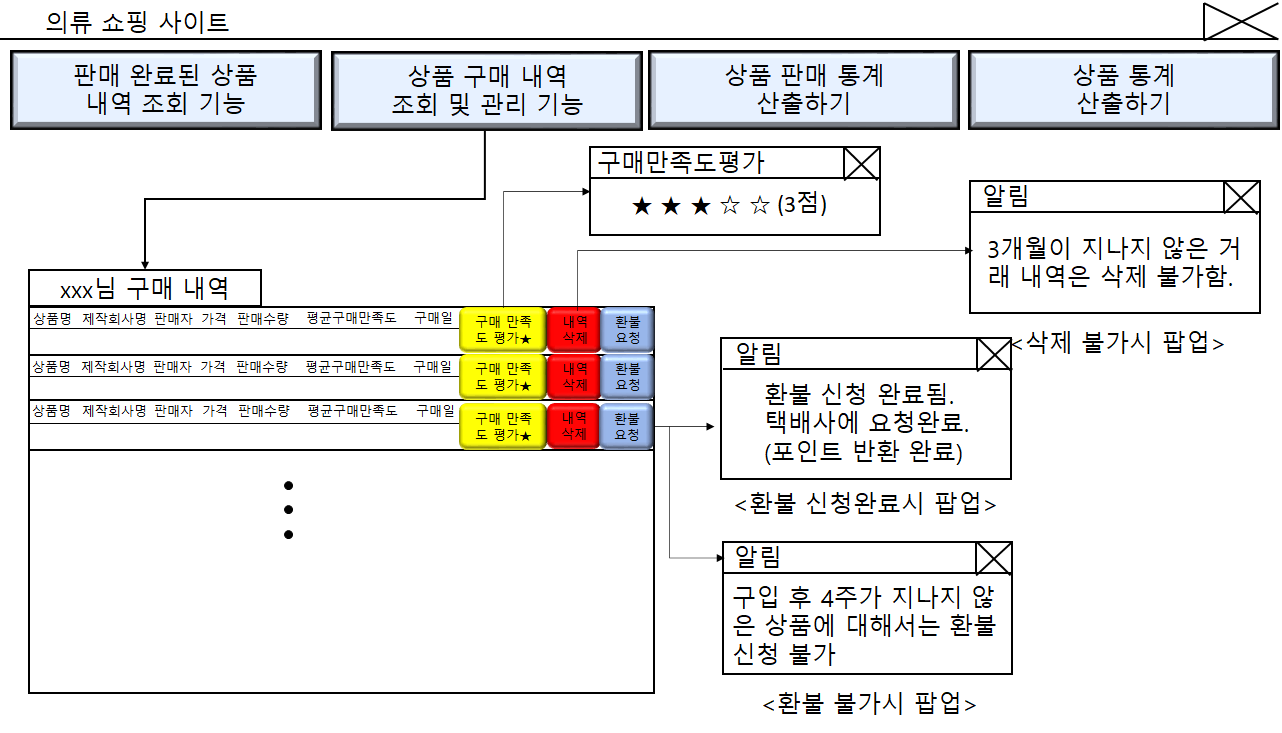 의류 쇼핑 사이트
판매 완료된 상품
내역 조회 기능
상품 구매 내역
조회 및 관리 기능
상품 판매 통계
산출하기
상품 통계
산출하기
구매만족도평가
★ ★ ★ ☆ ☆ (3점)
알림
3개월이 지나지 않은 거
래 내역은 삭제 불가함.
<삭제 불가시 팝업>
xxx님 구매 내역
상품명 제작회사명 판매자 가격 판매수량 평균구매만족도 구매일
구매 만족
도 평가★
내역
삭제
환불
요청
상품명 제작회사명 판매자 가격 판매수량 평균구매만족도 구매일
구매 만족
도 평가★
내역
삭제
환불
요청
상품명 제작회사명 판매자 가격 판매수량 평균구매만족도 구매일
구매 만족
도 평가★
내역
삭제
환불
요청
알림
환불 신청 완료됨.
택배사에 요청완료.
(포인트 반환 완료)
<환불 신청완료시 팝업>
알림
구입 후 4주가 지나지 않
은 상품에 대해서는 환불
신청 불가
<환불 불가시 팝업>